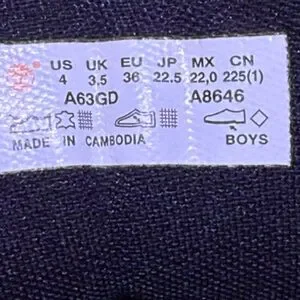 US UK EU JP MX CN
4 3.5 36 22.5 22,0 225(1)
A63GD A8646
MADE IN CAMBODIA BOYS